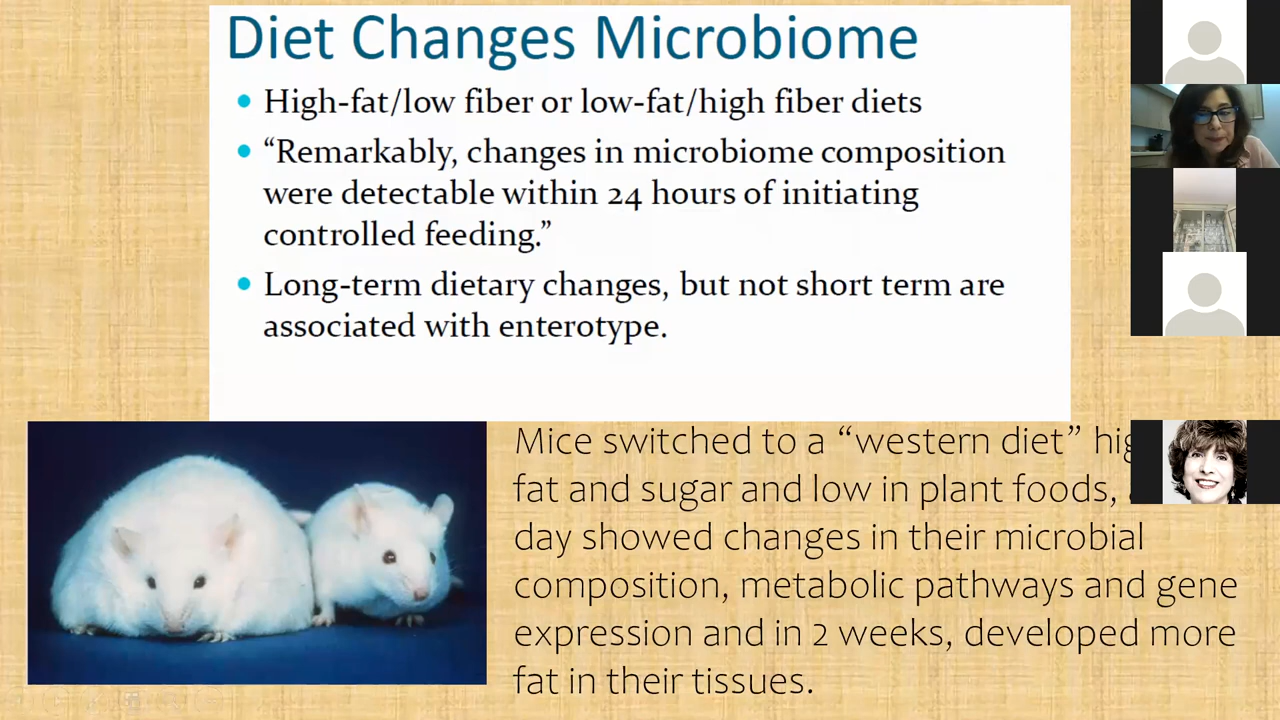 Diet Changes Microbiome
• High-fat/low fiber or low-fat/high fiber diets
• “Remarkably, changes in microbiome composition
were detectable within 24 hours of initiating
controlled feeding.”
• Long-term dietary changes, but not short term are
associated with enterotype.
Mice switched to a “western diet”
fat and sugar and low in plant foods,
day showed changes in their microbial
composition, metabolic pathways and gene
expression and in 2 weeks, developed more
fat in their tissues.